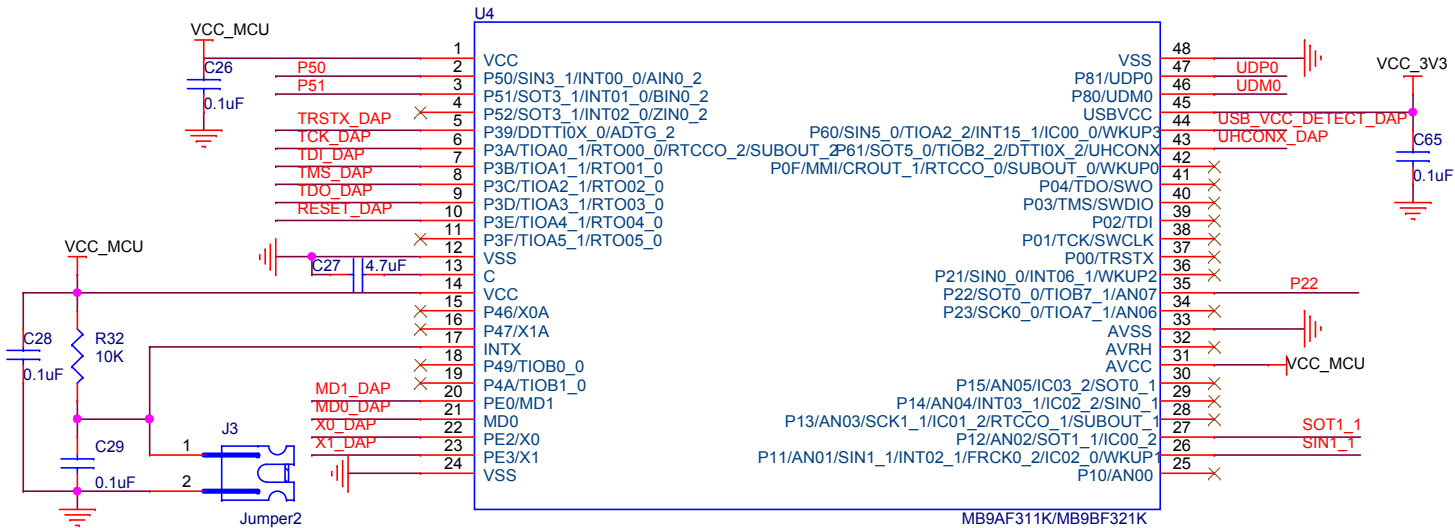 U4
VCC_MCU
C26
0.1uF
1 VCC
P50 2 P50/SIN3_1/INT00_0/AIN0_2
P51 3 P51/SOT3_1/INT01_0/BIN0_2
4 P52/SOT3_1/INT02_0/ZIN0_2
TRSTX_DAP 5 P39/DDTTI0X_0/ADTG_2
TCK_DAP 6 P3A/TIOA0_1/RTO00_0/RTCCO_2/SUBOUT_2
TDI_DAP 7 P3B/TIOA1_1/RTO01_0
TMS_DAP 8 P3C/TIOA2_1/RTO02_0
TDO_DAP 9 P3D/TIOA3_1/RTO03_0
RESET_DAP 10 P3E/TIOA4_1/RTO04_0
11 P3F/TIOA5_1/RTO05_0
12 VSS
C27 4.7uF 13 C
VCC_MCU
14 VCC
15 P46/X0A
16 P47/X1A
17 INTX
18 P49/TIOB0_0
19 P4A/TIOB1_0
MD1_DAP 20 PE0/MD1
MD0_DAP 21 MD0
X0_DAP 22 PE2/X0
X1_DAP 23 PE3/X1
24 VSS
C28
0.1uF
R32
10K
C29
0.1uF
J3
1
2
Jumper2
VSS 48
P81/UDP0 47 UDP0
P80/UDM0 46 UDM0
USBVCC 45
P60/SIN5_0/TIOA2_2/INT15_1/IC00_0/WKUP3 44 USB_VCC_DETECT_DAP
P61/SOT5_0/TIOB2_2/DTTI0X_2/UHCONX 43 UHCONX_DAP
P0F/MMI/CROUT_1/RTCCO_0/SUBOUT_0/WKUP0 42
P04/TDO/SWO 41
P03/TMS/SWDIO 40
P02/TDI 39
P01/TCK/SWCLK 38
P00/TRSTX 37
P21/SIN0_0/INT06_1/WKUP2 36
P22/SOT0_0/TIOB7_1/AN07 35 P22
P23/SCK0_0/TIOA7_1/AN06 34
AVSS 33
AVRH 32
AVCC 31 VCC_MCU
P15/AN05/IC03_2/SOT0_1 30
P14/AN04/INT03_1/IC02_2/SIN0_1 29
P13/AN03/SCK1_1/IC01_2/RTCCO_1/SUBOUT_1 28
P12/AN02/SOT1_1/IC00_2 27 SOT1_1
P11/AN01/SIN1_1/INT02_1/FRCK0_2/IC02_0/WKUP1 26 SIN1_1
P10/AN00 25
VCC_3V3
C65
0.1uF
MB9AF311K/MB9BF321K